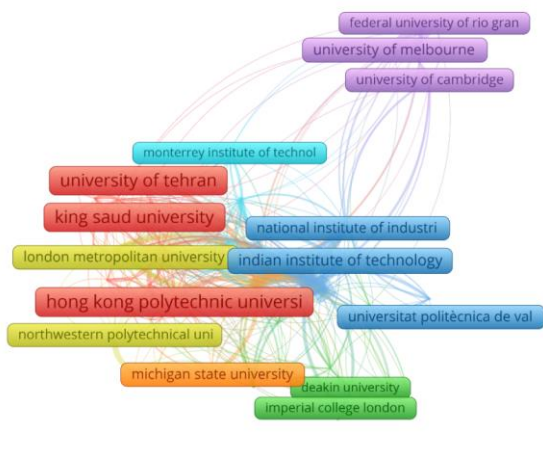 federal university of rio gran
university of melbourne
university of cambridge
monterrey institute of technol
university of tehran
king saud university
national institute of industri
london metropolitan university
indian institute of technology
hong kong polytechnic universi
universitat politècnica de val
northwestern polytechnical uni
michigan state university
deakin university
imperial college london